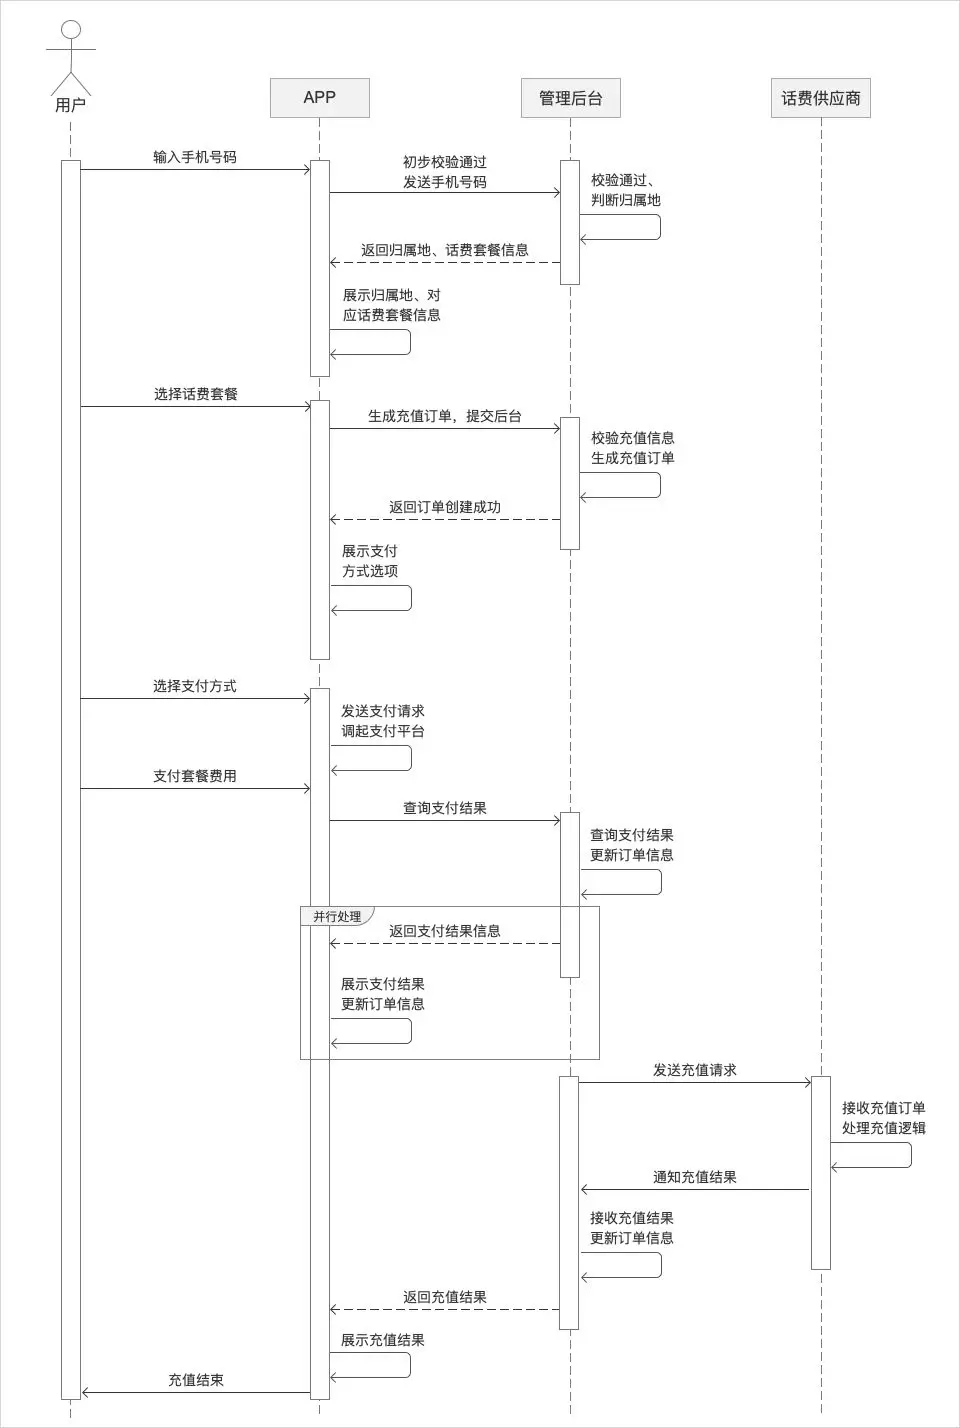 用户
APP
管理后台
话费供应商
输入手机号码
初步校验通过
发送手机号码
校验通过、
判断归属地
返回归属地、话费套餐信息
展示归属地、对
应话费套餐信息
选择话费套餐
生成充值订单，提交后台
校验充值信息
生成充值订单
返回订单创建成功
展示支付
方式选项
选择支付方式
发送支付请求
调起支付平台
支付套餐费用
查询支付结果
查询支付结果
更新订单信息
并行处理
返回支付结果信息
展示支付结果
更新订单信息
发送充值请求
接收充值订单
处理充值逻辑
通知充值结果
接收充值结果
更新订单信息
返回充值结果
展示充值结果
充值结束